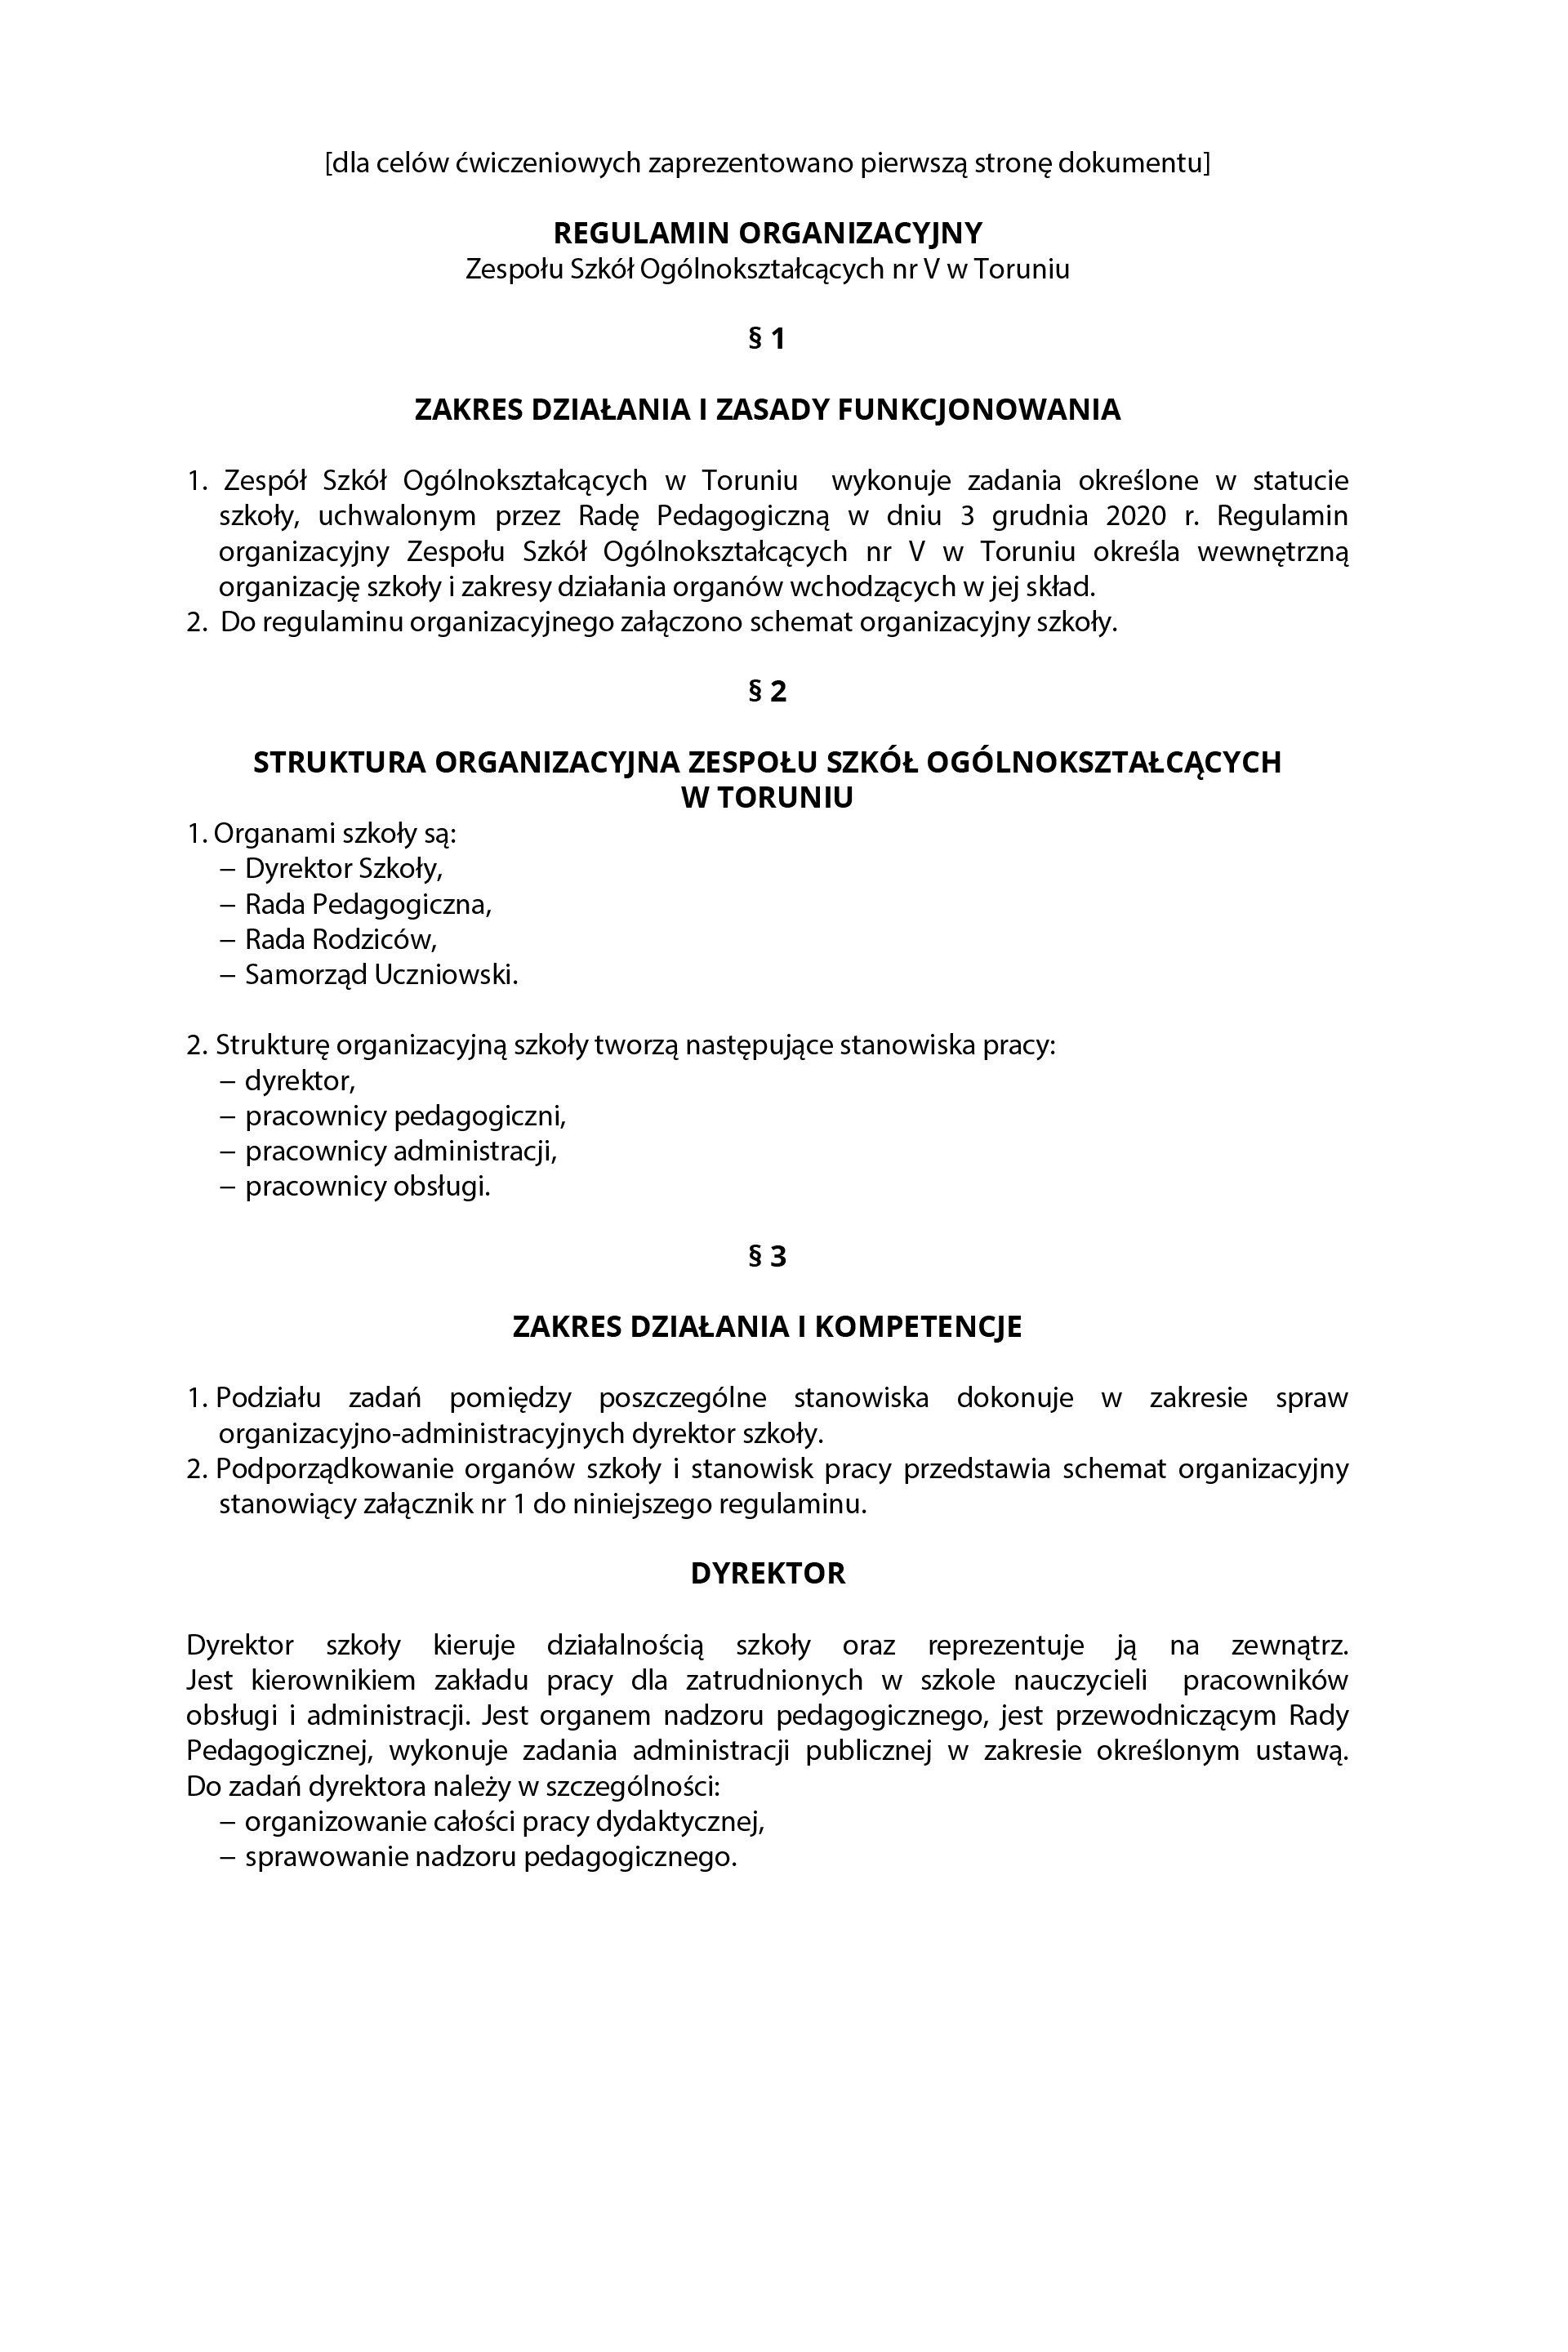 [dla celów ćwiczeniowych zaprezentowano pierwszą stronę dokumentu]
REGULAMIN ORGANIZACYJNY
Zespołu Szkół Ogólnokształcących nr V w Toruniu
§ 1
ZAKRES DZIAŁANIA I ZASADY FUNKCJONOWANIA
1. Zespół Szkół Ogólnokształcących w Toruniu wykonuje zadania określone w statucie
szkoły, uchwalonym przez Radę Pedagogiczną w dniu 3 grudnia 2020 r. Regulamin
organizacyjny Zespołu Szkół Ogólnokształcących nr V w Toruniu określa wewnętrzną
organizację szkoły i zakresy działania organów wchodzących w jej skład.
2. Do regulaminu organizacyjnego załączono schemat organizacyjny szkoły.
§ 2
STRUKTURA ORGANIZACYJNA ZESPOŁU SZKÓŁ OGÓLNOKSZTAŁCĄCYCH
W TORUNIU
1. Organami szkoły są:
– Dyrektor Szkoły,
– Rada Pedagogiczna,
– Rada Rodziców,
– Samorząd Uczniowski.
2. Strukturę organizacyjną szkoły tworzą następujące stanowiska pracy:
– dyrektor,
– pracownicy pedagogiczni,
– pracownicy administracji,
– pracownicy obsługi.
§ 3
ZAKRES DZIAŁANIA I KOMPETENCJE
1. Podziału zadań pomiędzy poszczególne stanowiska dokonuje w zakresie spraw
organizacyjno-administracyjnych dyrektor szkoły.
2. Podporządkowanie organów szkoły i stanowisk pracy przedstawia schemat organizacyjny
stanowiący załącznik nr 1 do niniejszego regulaminu.
DYREKTOR
Dyrektor szkoły kieruje działalnością szkoły oraz reprezentuje ją na zewnątrz.
Jest kierownikiem zakładu pracy dla zatrudnionych w szkole nauczycieli pracowników
obsługi i administracji. Jest organem nadzoru pedagogicznego, jest przewodniczącym Rady
Pedagogicznej, wykonuje zadania administracji publicznej w zakresie określonym ustawą.
Do zadań dyrektora należy w szczególności:
– organizowanie całości pracy dydaktycznej,
– sprawowanie nadzoru pedagogicznego.